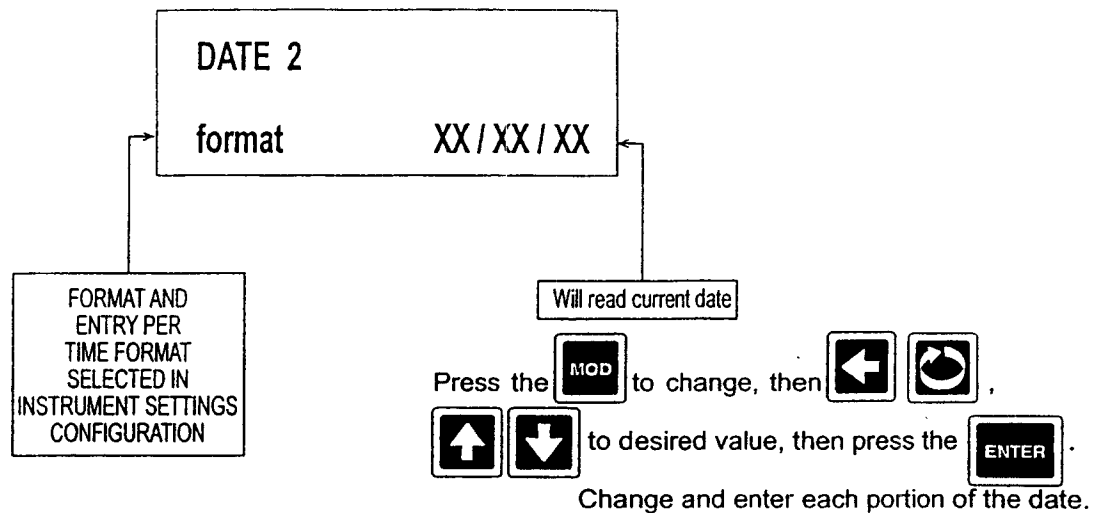 DATE 2
format XX / XX / XX
FORMAT AND
ENTRY PER
TIME FORMAT
SELECTED IN
INSTRUMENT SETTINGS
CONFIGURATION
Will read current date
Press the MOD to change, then ,
to desired value, then press the ENTER .
Change and enter each portion of the date.